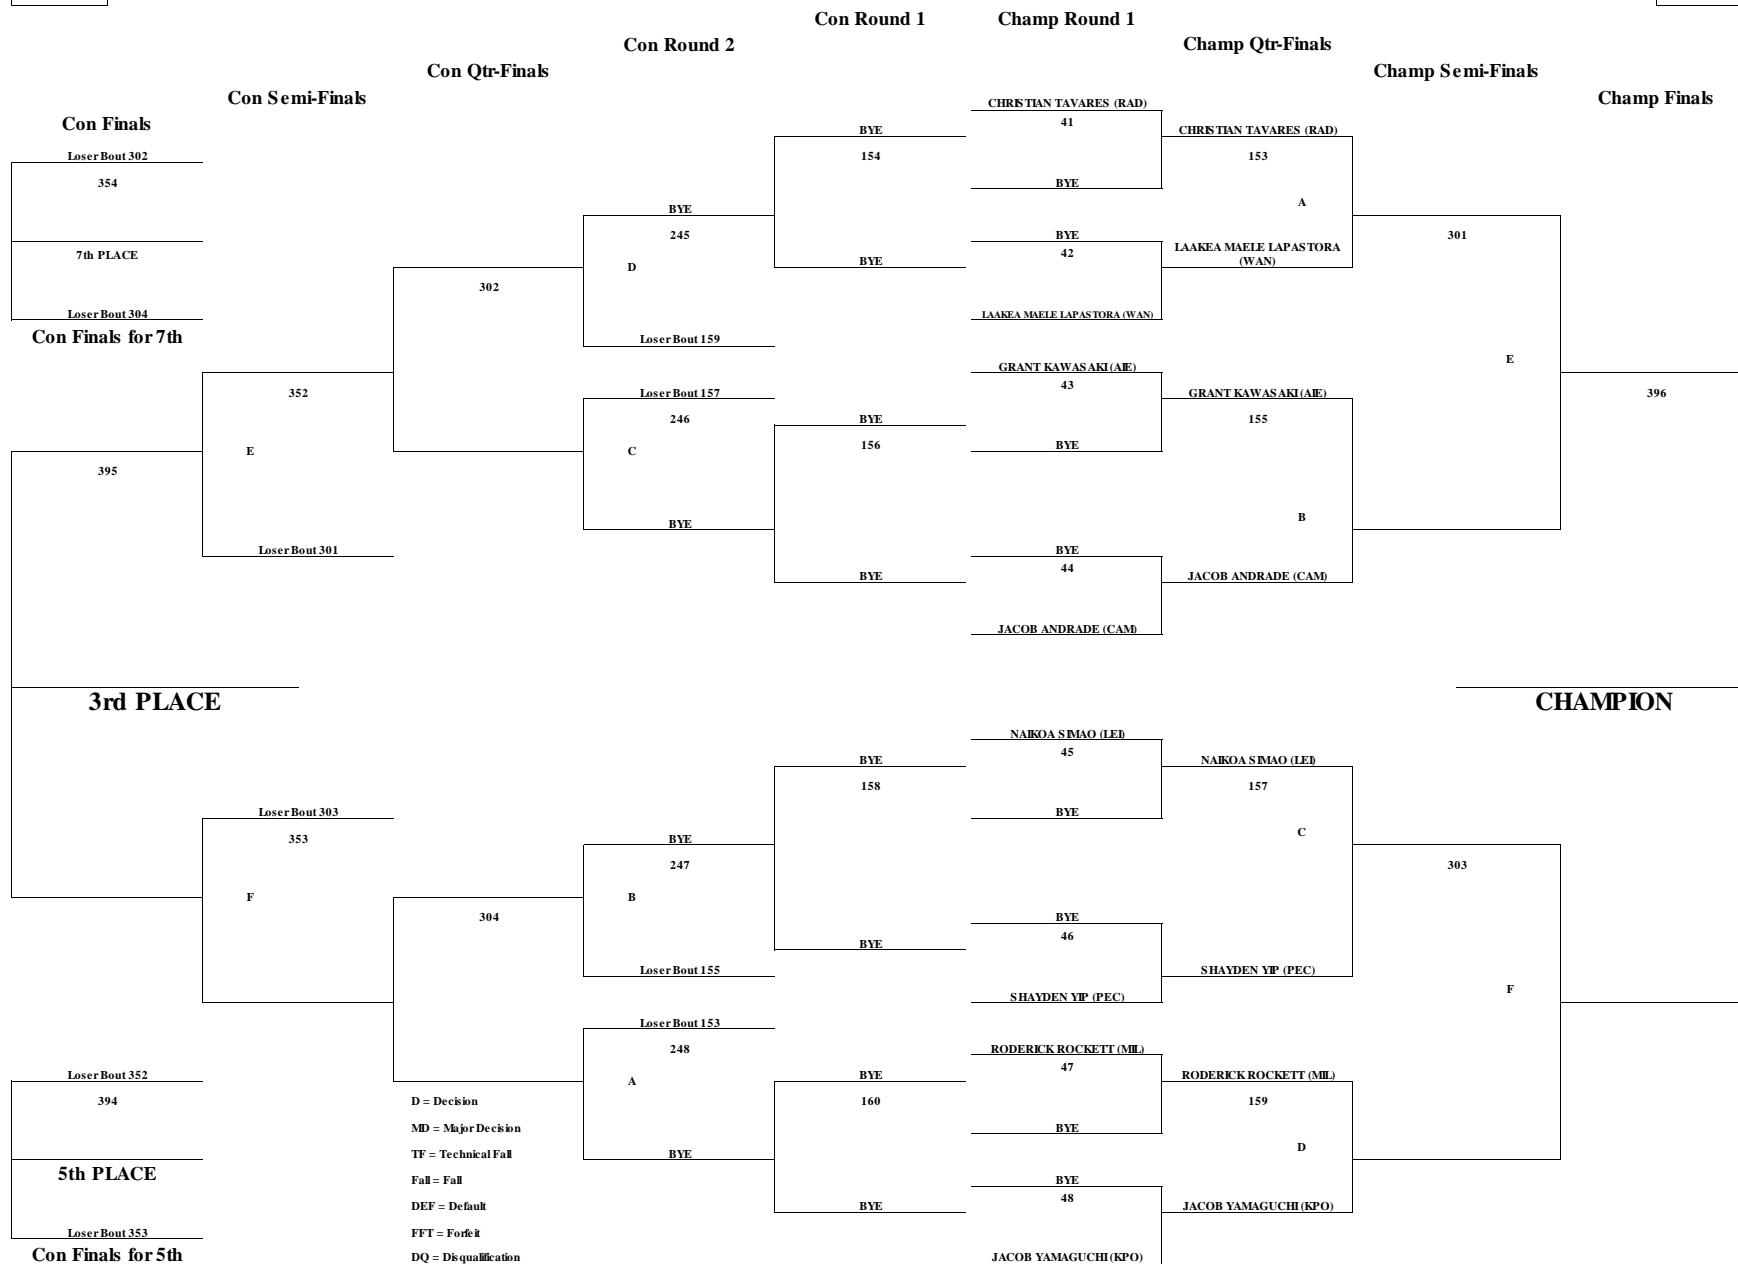 Con Round 1
Champ Round 1
Con Round 2
Champ Qtr-Finals
Con Qtr-Finals
Champ Semi-Finals
Con Semi-Finals
Champ Finals
Con Finals
CHRISTIAN TAVARES (RAD)
41
BYE
CHRISTIAN TAVARES (RAD)
Loser Bout 302
154
153
354
BYE
BYE
A
BYE
245
301
BYE
42
7th PLACE
LAAKEA MAELE LAPASTORA
(WAN)
D
BYE
302
Loser Bout 304
LAAKEA MAELE LAPASTORA (WAN)
Con Finals for 7th
Loser Bout 159
E
GRANT KAWASAKI (AIE)
43
352
Loser Bout 157
GRANT KAWASAKI (AIE)
396
246
BYE
155
E
C
156
BYE
395
B
BYE
Loser Bout 301
BYE
44
BYE
JACOB ANDRADE (CAM)
JACOB ANDRADE (CAM)
3rd PLACE
CHAMPION
NAIKOA SIMAO (LEI)
45
BYE
NAIKOA SIMAO (LEI)
158
157
Loser Bout 303
BYE
353
BYE
C
247
303
F
B
304
BYE
46
BYE
Loser Bout 155
SHAYDEN YIP (PEC)
F
SHAYDEN YIP (PEC)
Loser Bout 153
248
RODERICK ROCKETT (MIL)
47
Loser Bout 352
A
BYE
RODERICK ROCKETT (MIL)
394
D = Decision
160
159
MD = Major Decision
BYE
TF = Technical Fall
BYE
D
5th PLACE
Fall = Fall
BYE
48
DEF = Default
BYE
JACOB YAMAGUCHI (KPO)
Loser Bout 353
FFT = Forfeit
Con Finals for 5th
DQ = Disqualification
JACOB YAMAGUCHI (KPO)